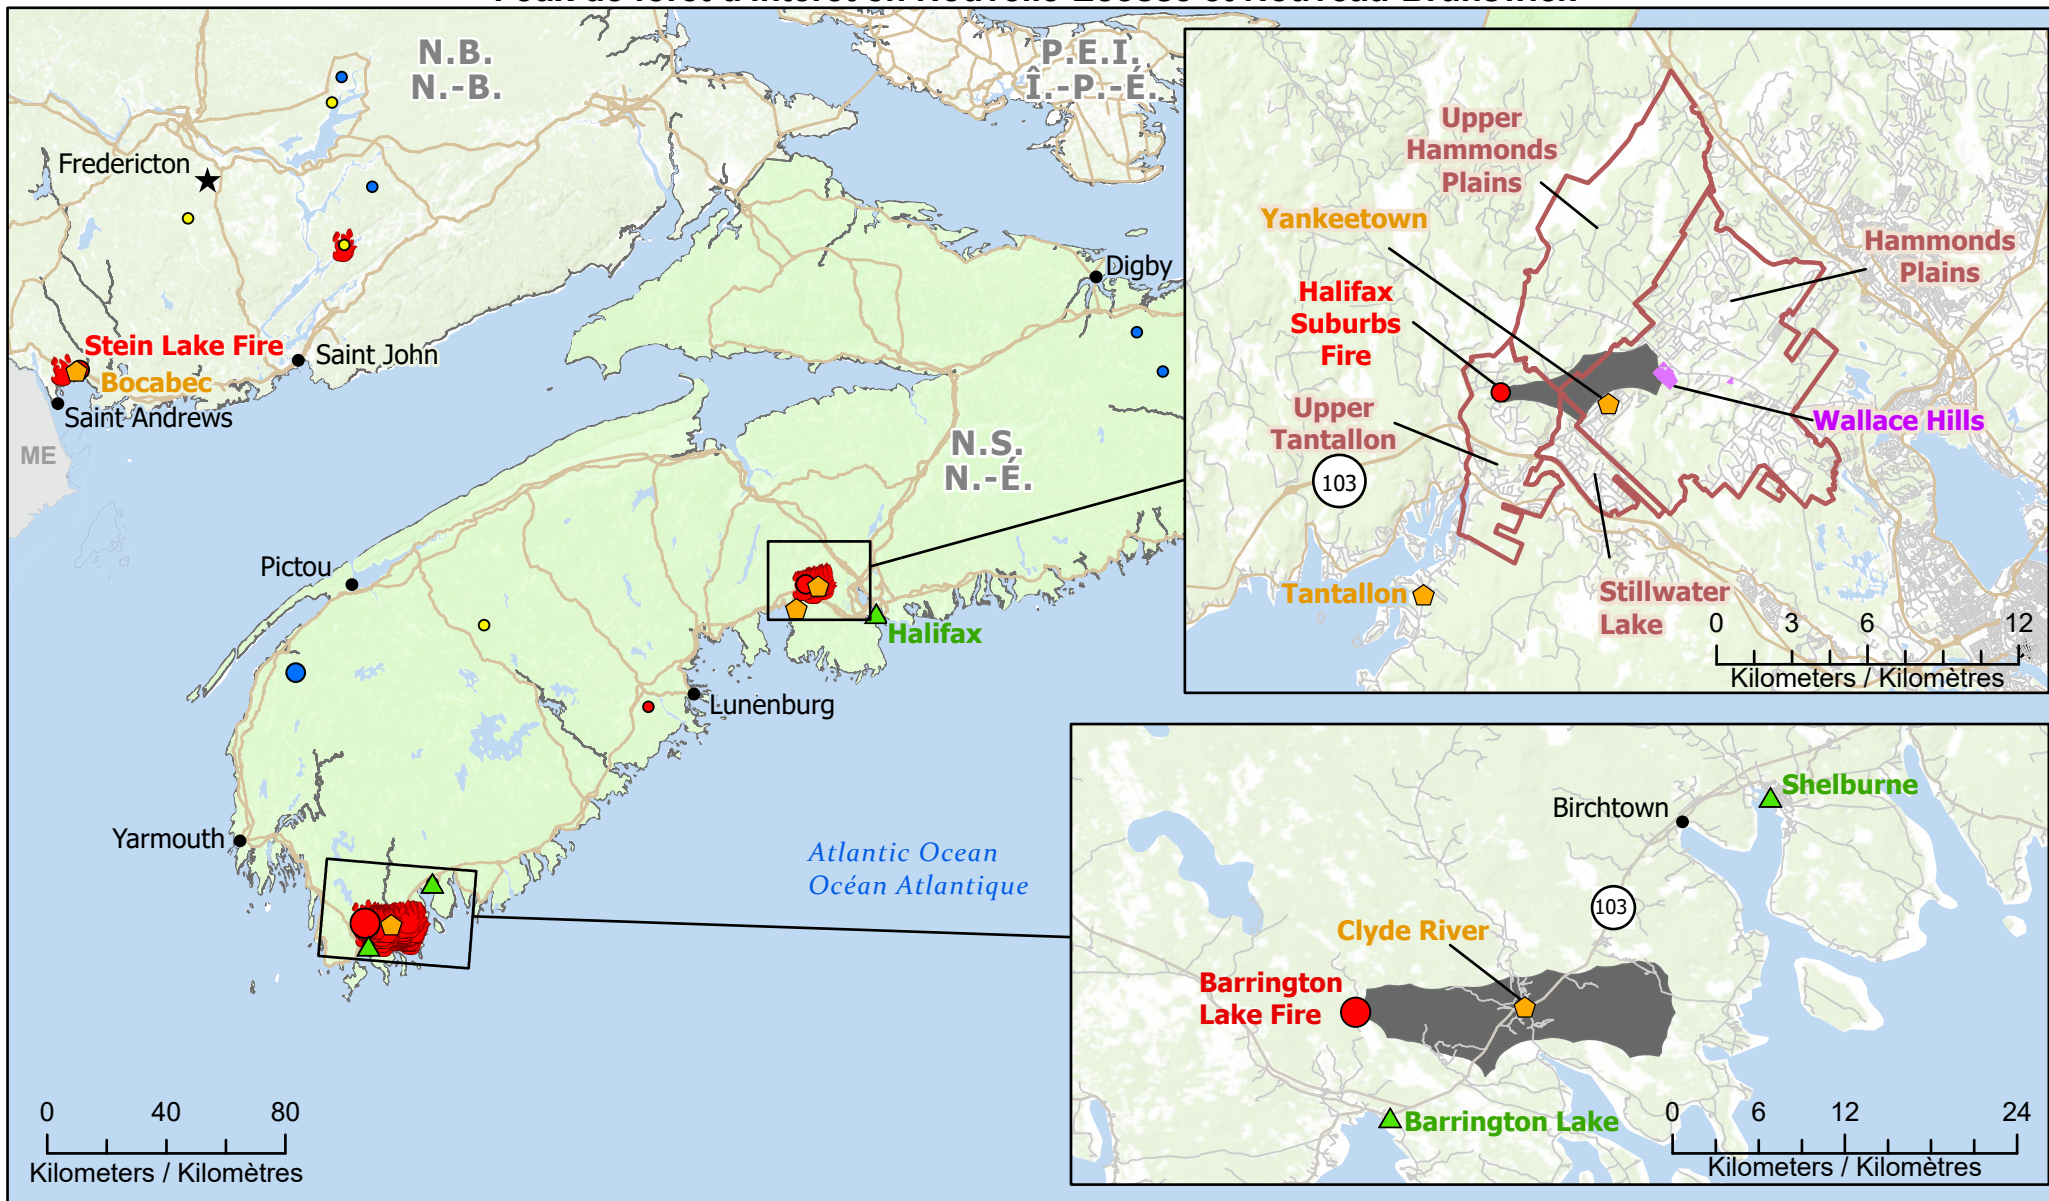 N.B.
N.-B.
P.E.I.
Î.-P.-É.
Fredericton
Digby
Stein Lake Fire
Bocabec
Saint John
Saint Andrews
ME
N.S.
N.-É.
Pictou
Halifax
Lunenburg
Yarmouth
Atlantic Ocean
Océan Atlantique
0 40 80
Kilometers / Kilomètres
Upper
Hammonds
Plains
Yankeetown
Hammonds
Plains
Halifax
Suburbs
Fire
Upper
Tantallon
Wallace Hills
103
Tantallon
Stillwater
Lake
0 3 6 12
Kilometers / Kilomètres
Shelburne
Birchtown
103
Clyde River
Barrington
Lake Fire
Barrington Lake
0 6 12 24
Kilometers / Kilomètres